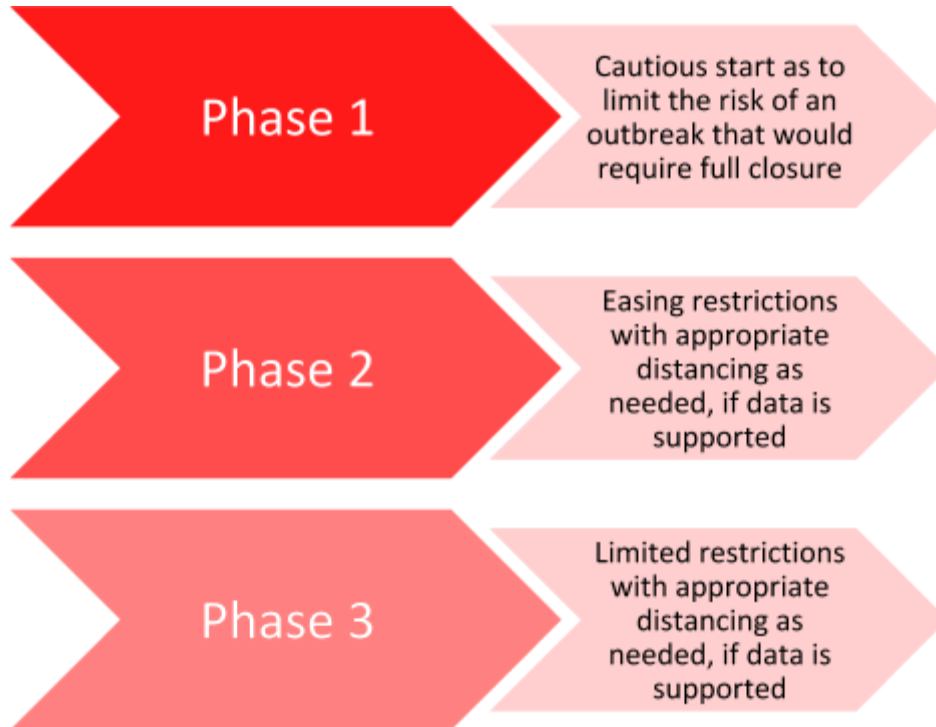 Phase 1
Cautious start as to
limit the risk of an
outbreak that would
require full closure
Phase 2
Easing restrictions
with appropriate
distancing as
needed, if data is
supported
Phase 3
Limited restrictions
with appropriate
distancing as
needed, if data is
supported